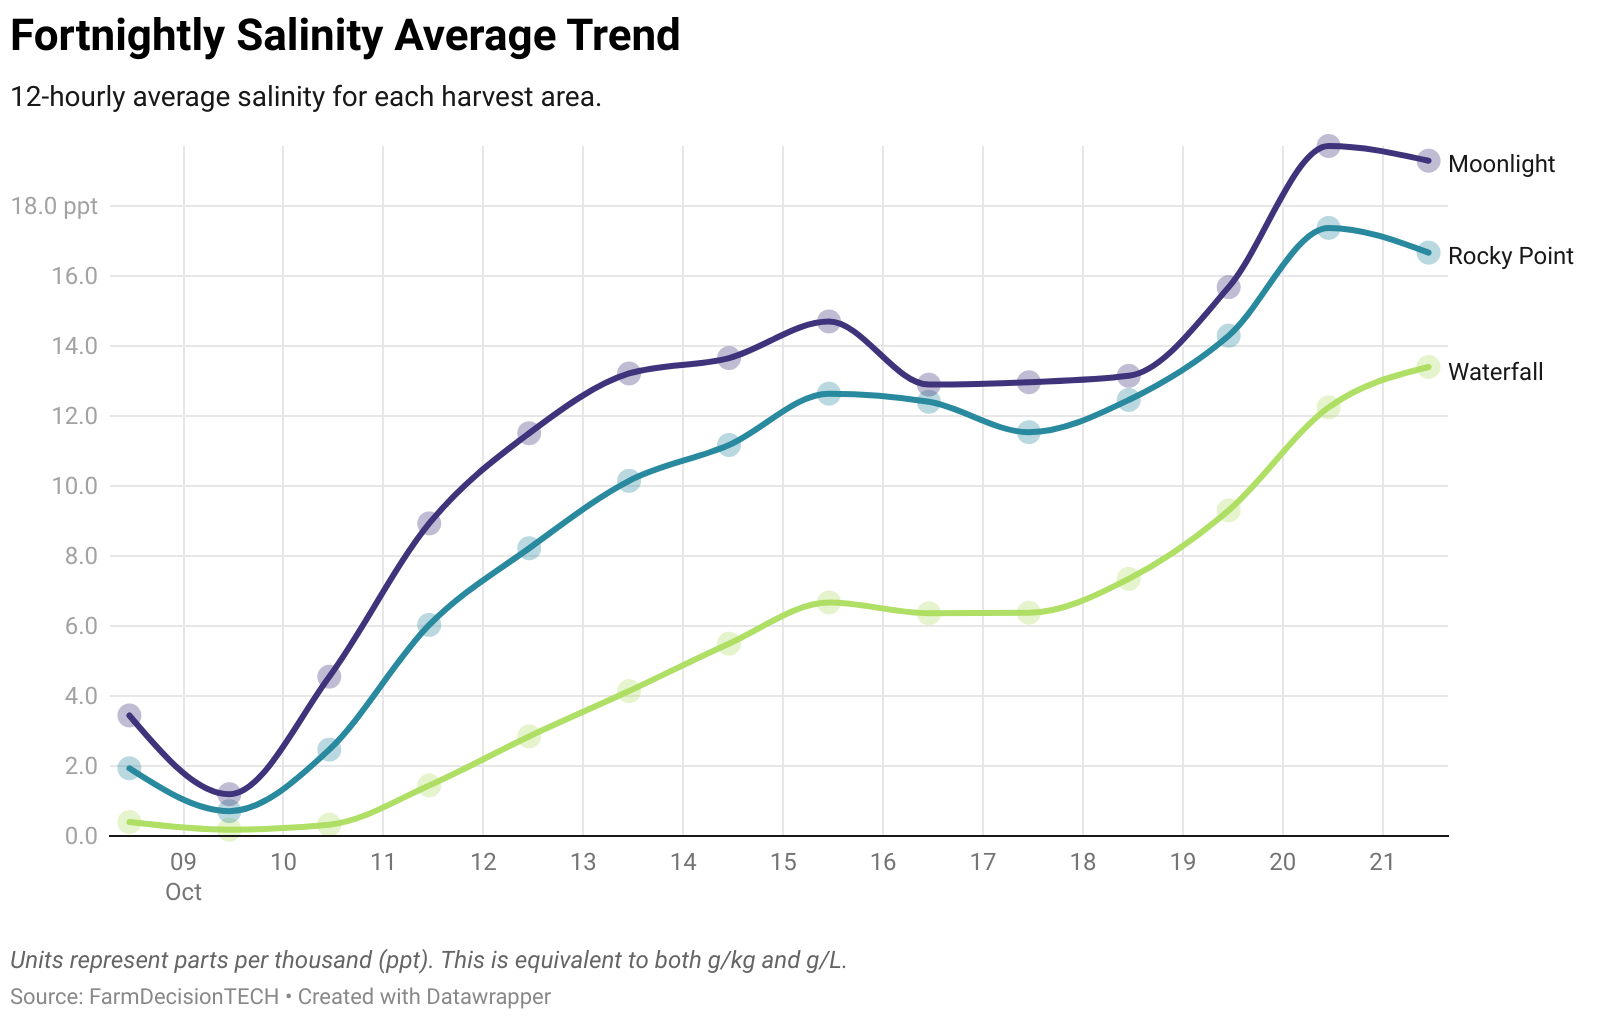 Fortnightly Salinity Average Trend
12-hourly average salinity for each harvest area.
Moonlight
18.0 ppt
Rocky Point
16.0
14.0
Waterfall
12.0
10.0
8.0
6.0
4.0
2.0
0.0
09 10 11 12 13 14 15 16 17 18 19 20 21
Oct
Units represent parts per thousand (ppt). This is equivalent to both g/kg and g/L.
Source: FarmDecisionTECH • Created with Datawrapper